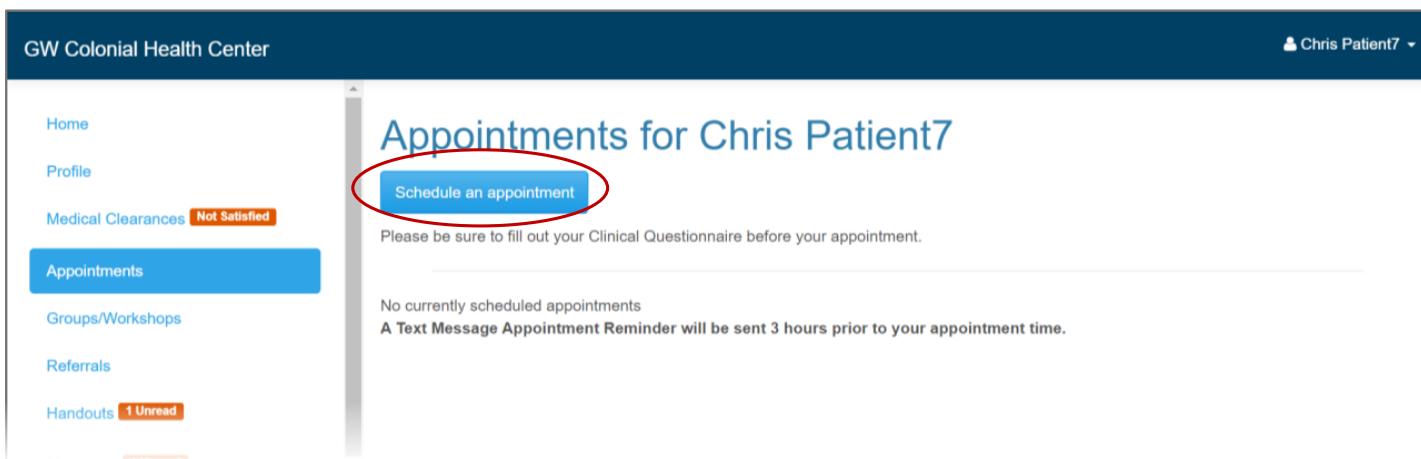 GW Colonial Health Center
Chris Patient7
Home
Profile
Medical Clearances Not Satisfied
Appointments
Groups/Workshops
Referrals
Handouts 1 Unread
Appointments for Chris Patient7
Schedule an appointment
Please be sure to fill out your Clinical Questionnaire before your appointment.
No currently scheduled appointments
A Text Message Appointment Reminder will be sent 3 hours prior to your appointment time.